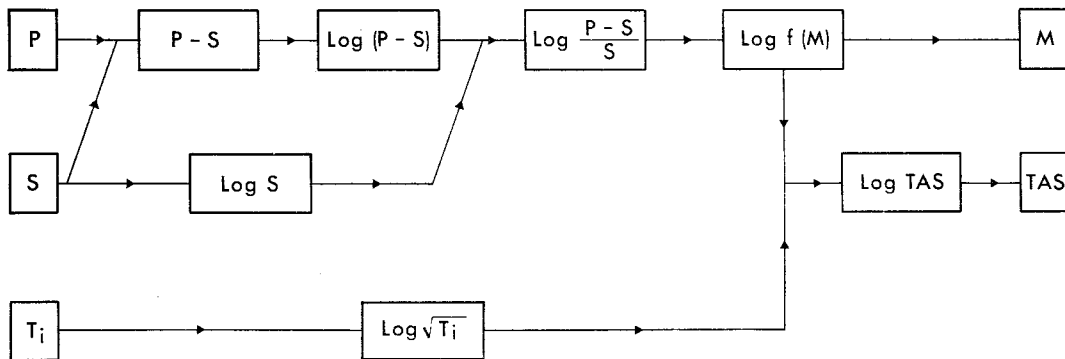 P
P - S
Log (P - S)
Log P - S / S
Log f (M)
M
S
Log S
Log TAS
TAS
Ti
Log √Ti